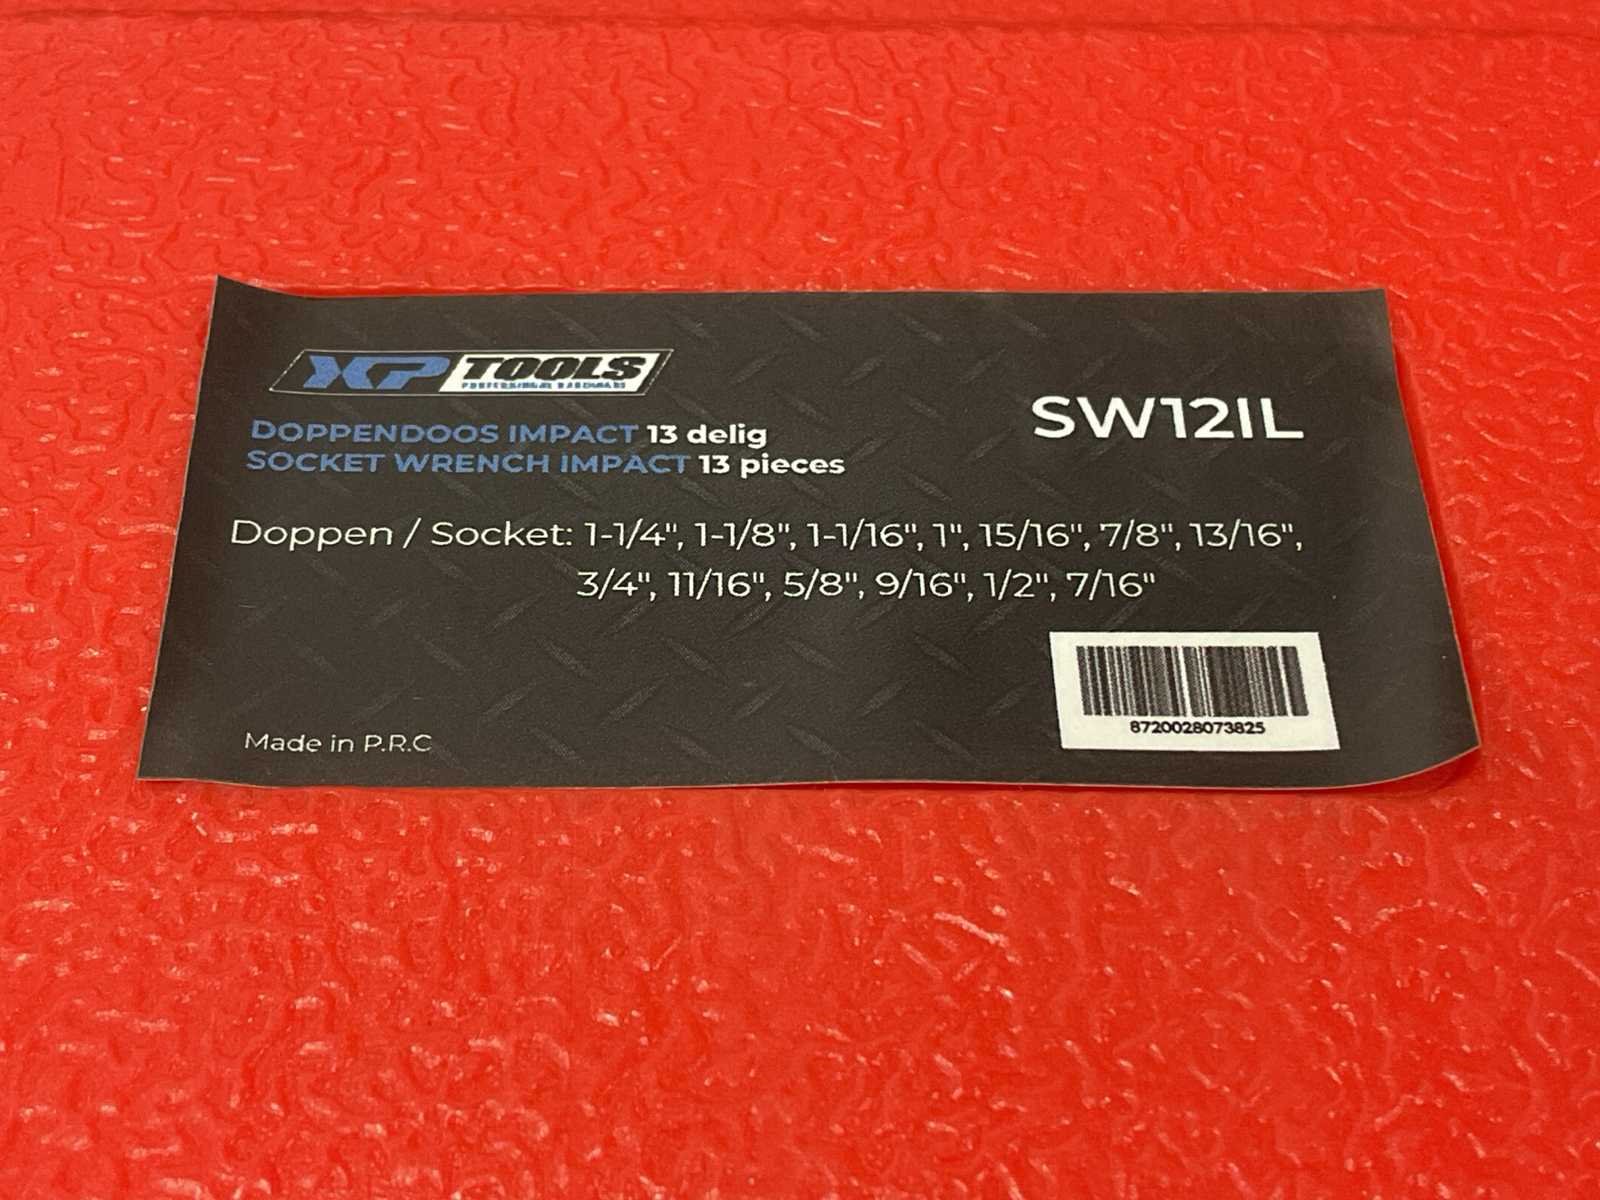 XP TOOLS
PROFESSIONAL HARDWARE
DOPPENDOOS IMPACT 13 delig
SOCKET WRENCH IMPACT 13 pieces
SW12IL
Doppen / Socket: 1-1/4", 1-1/8", 1-1/16", 1", 15/16", 7/8", 13/16",
3/4", 11/16", 5/8", 9/16", 1/2", 7/16"
Made in P.R.C
8720028073825